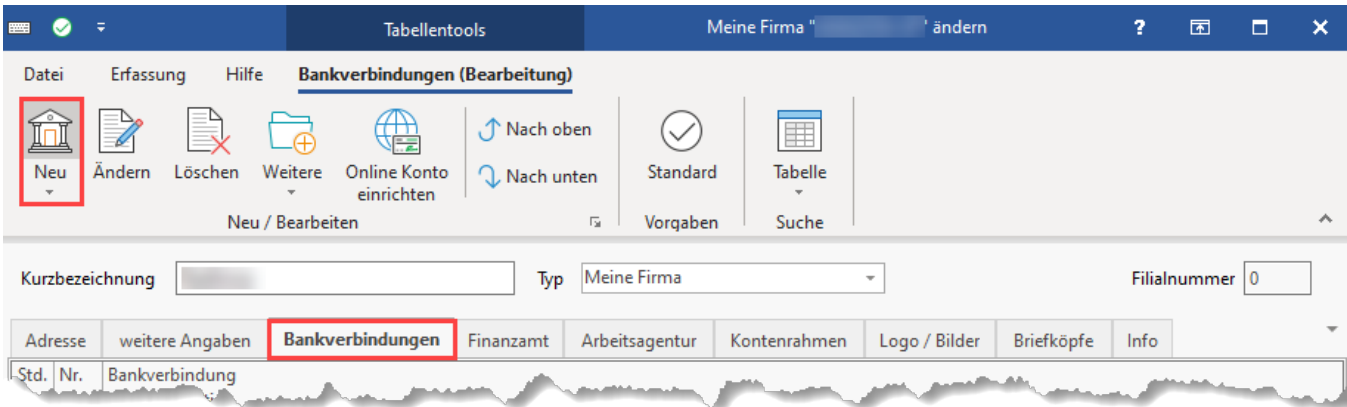 Tabellentools
Meine Firma " " ändern
?
Datei Erfassung Hilfe Bankverbindungen (Bearbeitung)
Neu
Ändern
Löschen
Weitere
Online Konto
einrichten
Nach oben
Nach unten
Standard
Tabelle
Neu / Bearbeiten
Vorgaben
Suche
Kurzbezeichnung
Typ Meine Firma
Filialnummer 0
Adresse weitere Angaben Bankverbindungen Finanzamt Arbeitsagentur Kontenrahmen Logo / Bilder Briefköpfe Info
Std. Nr. Bankverbindung